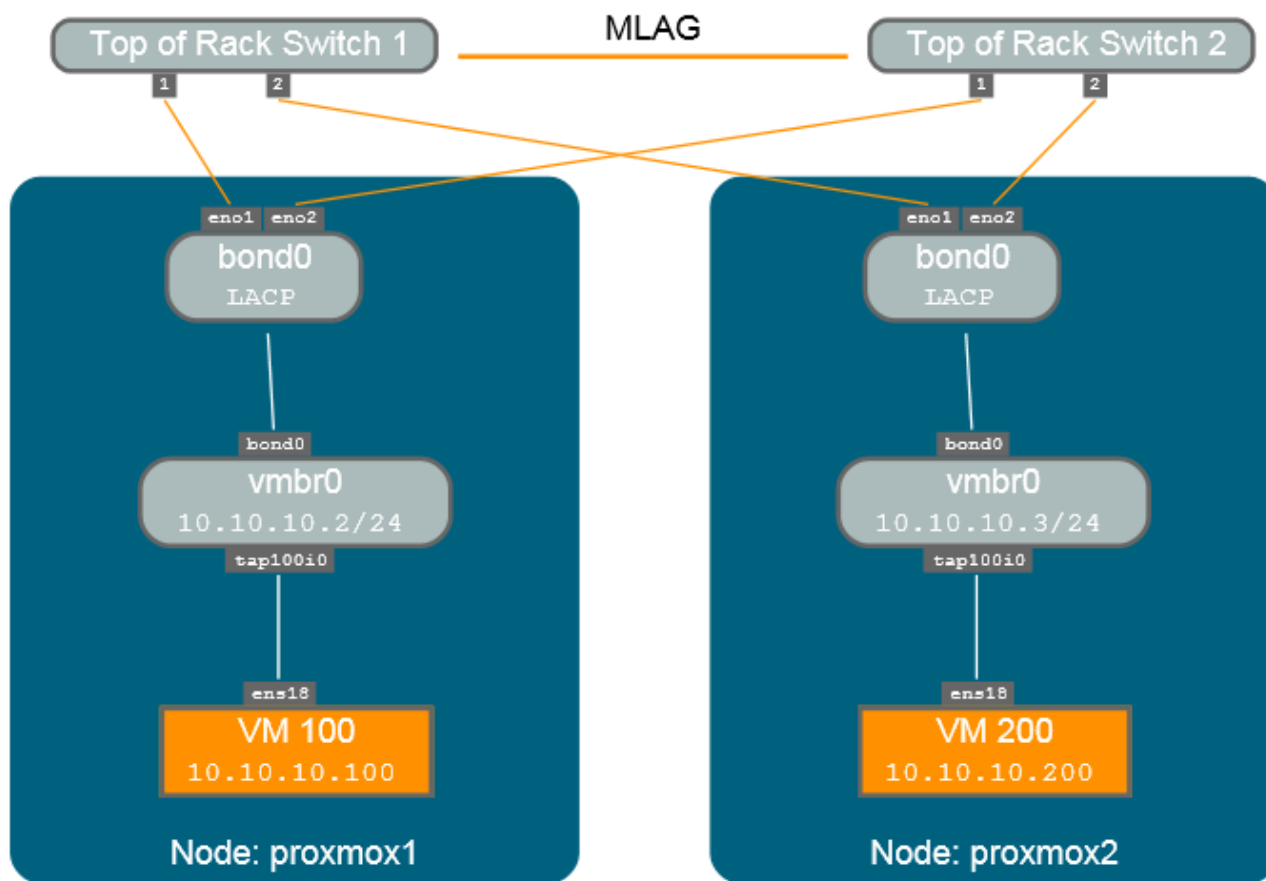 MLAG
Top of Rack Switch 1
Top of Rack Switch 2
1 2
1 2
eno1 eno2
bond0
LACP
bond0
vmbr0
10.10.10.2/24
tap100i0
ens18
VM 100
10.10.10.100
Node: proxmox1
eno1 eno2
bond0
LACP
bond0
vmbr0
10.10.10.3/24
tap100i0
ens18
VM 200
10.10.10.200
Node: proxmox2